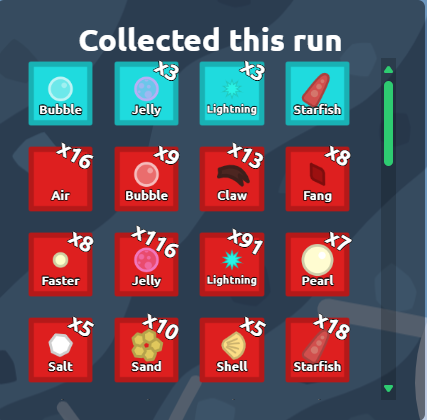 Collected this run
x3 x3
Bubble Jelly Lightning Starfish
x16 x9 x13 x8
Air Bubble Claw Fang
x8 x116 x91 x7
Faster Jelly Lightning Pearl
x5 x10 x5 x18
Salt Sand Shell Starfish